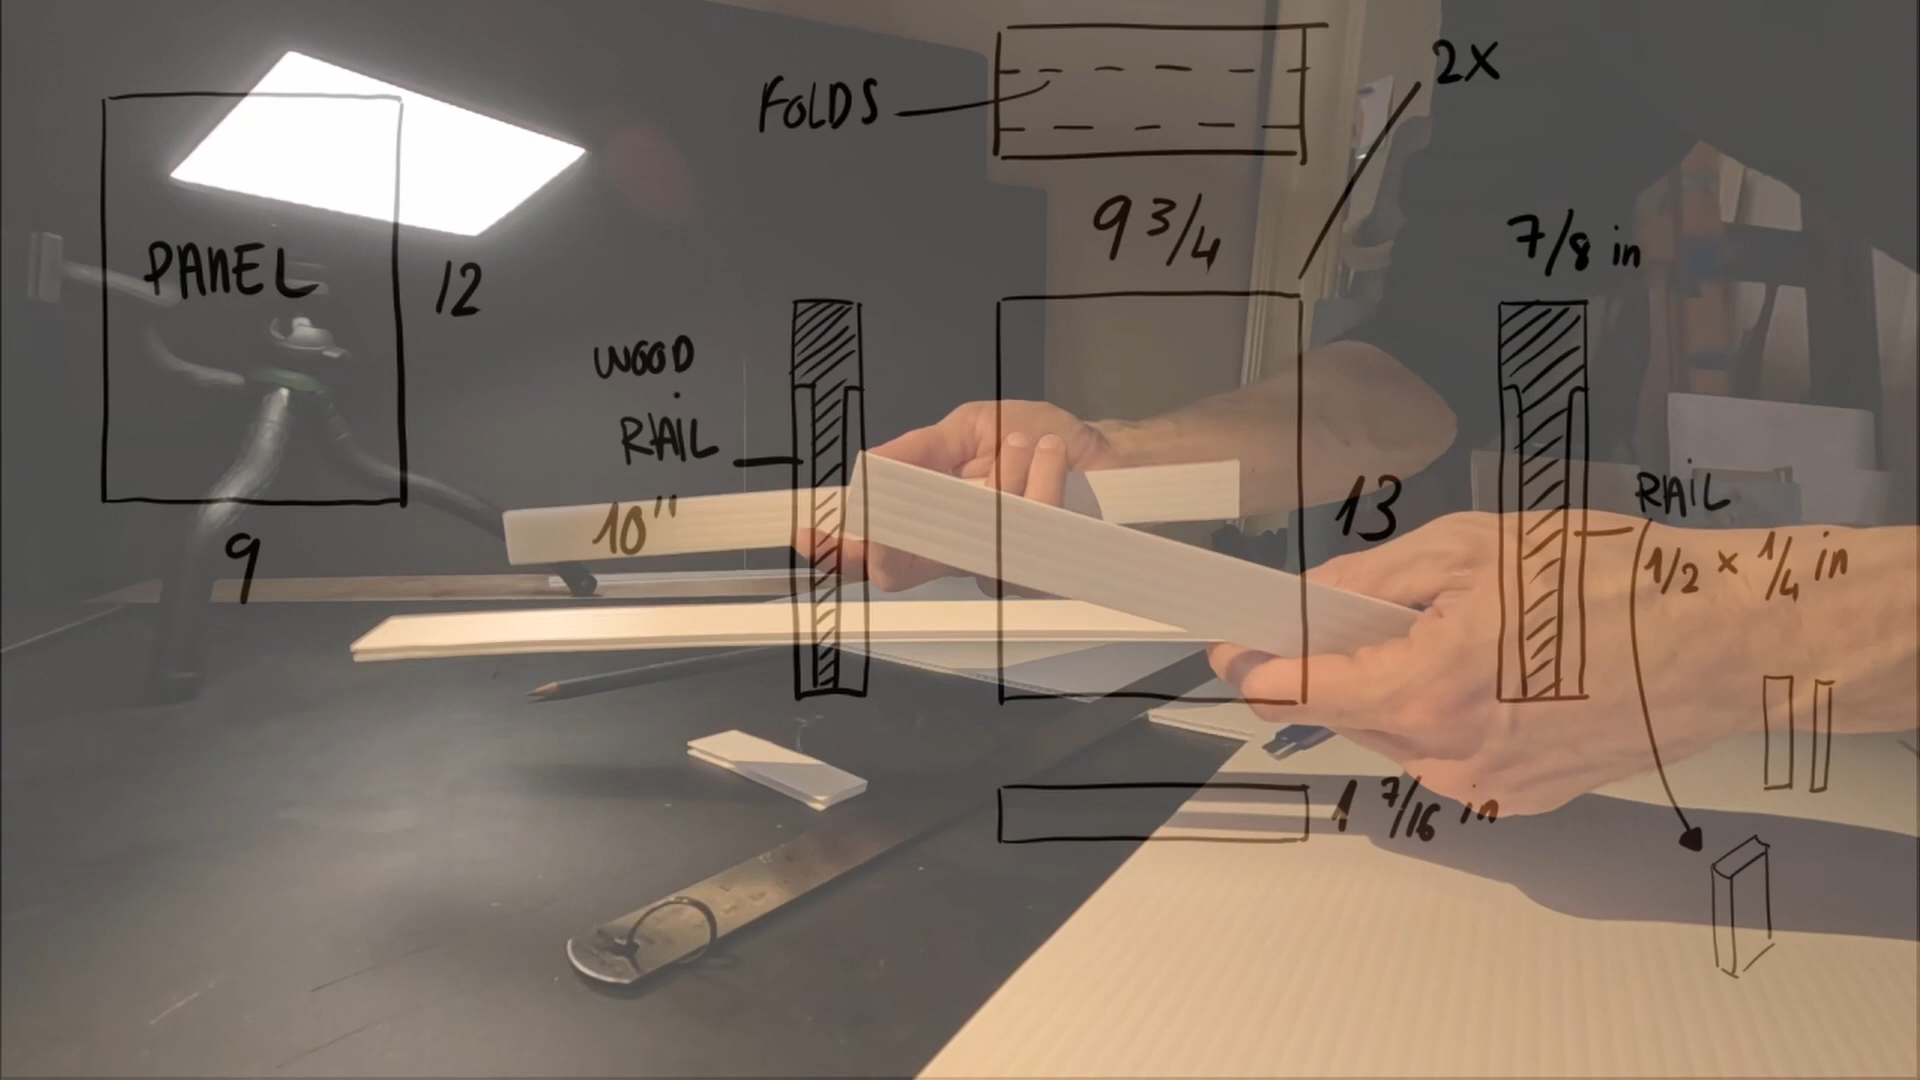 2X
FOLDS
9 3/4
7/8 in
PANEL
12
WOOD
RAIL
10"
13
RAIL
1/2 x 1/4 in
9
1 7/16 in